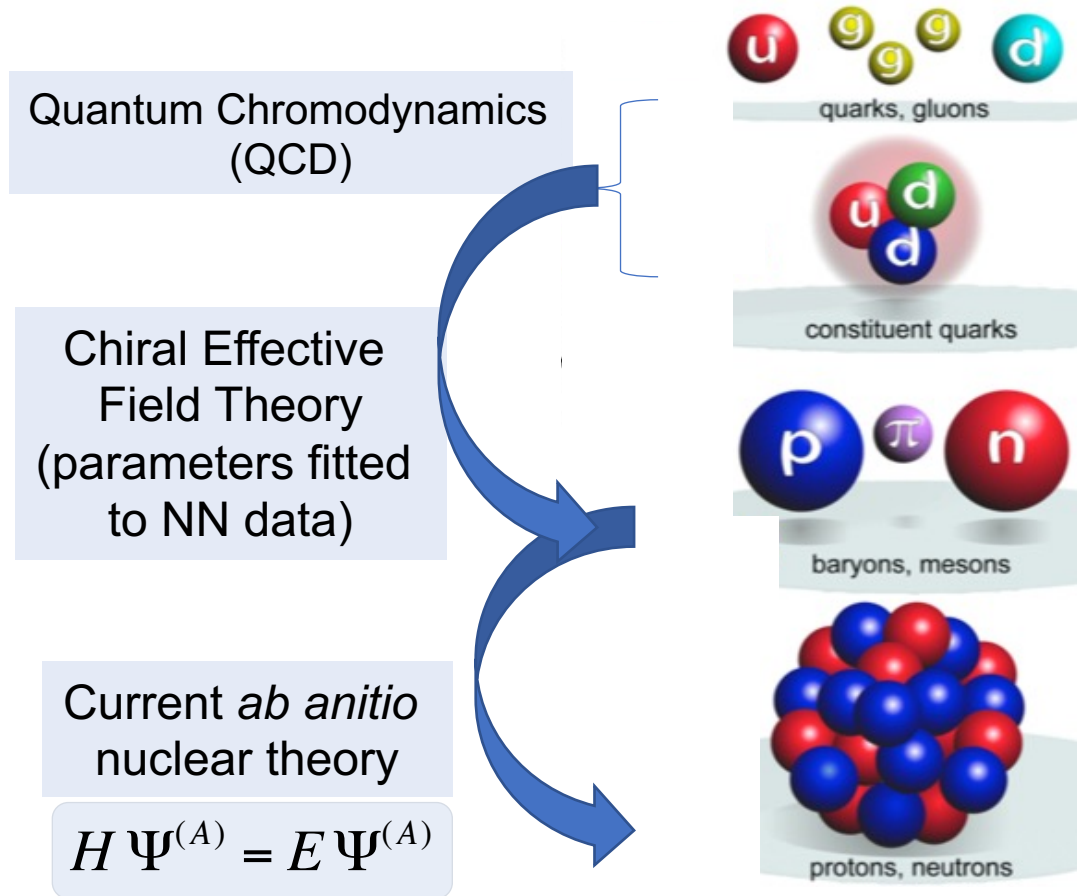 u g g g d
quarks, gluons
Quantum Chromodynamics
(QCD)
u d
d
constituent quarks
Chiral Effective
Field Theory
(parameters fitted
to NN data)
p π n
baryons, mesons
Current ab anitio
nuclear theory
H Ψ^(A) = E Ψ^(A)
protons, neutrons